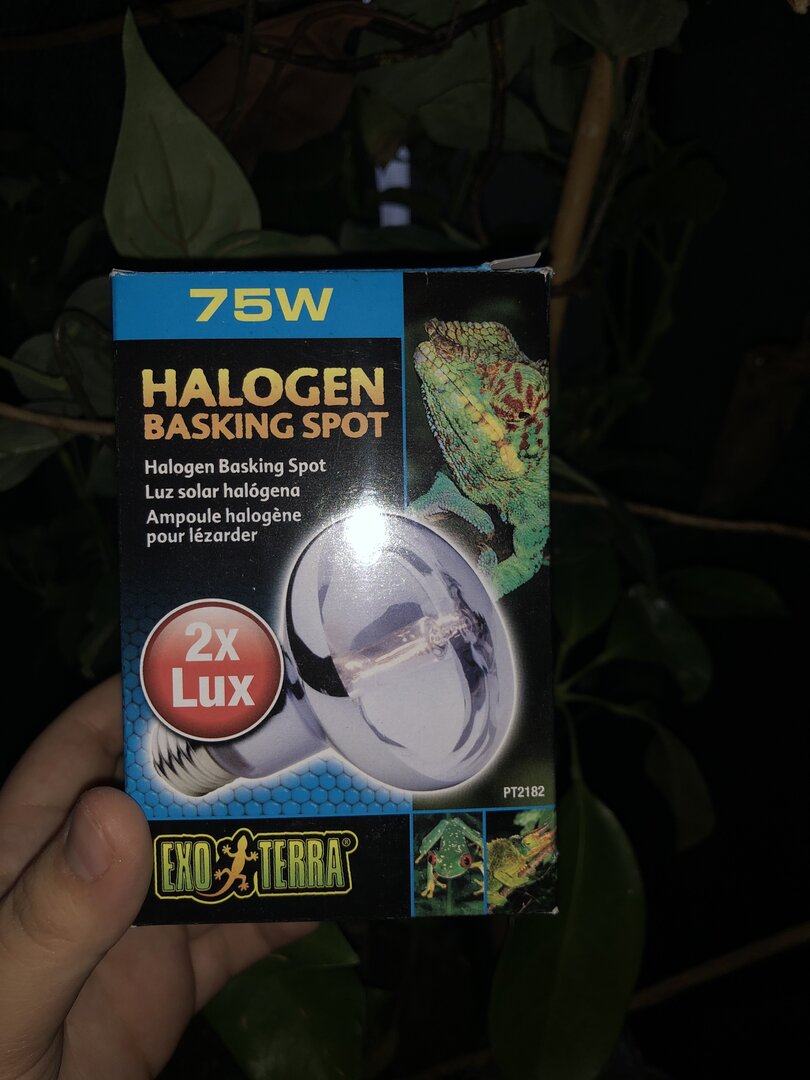 75W
HALOGEN
BASKING SPOT
Halogen Basking Spot
Luz solar halógena
Ampoule halogène
pour lézarder
2x
Lux
PT2182
EXO TERRA®